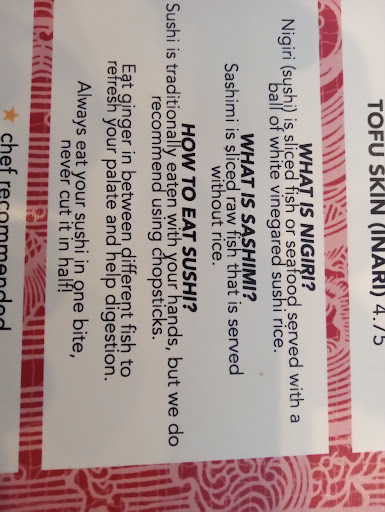 TOFU SKIN (INARI) 4.75
WHAT IS NIGIRI?
Nigiri (sushi) is sliced fish or seafood served with a
ball of white vinegared sushi rice.
WHAT IS SASHIMI?
Sashimi is sliced raw fish that is served
without rice.
HOW TO EAT SUSHI?
Sushi is traditionally eaten with your hands, but we do
recommend using chopsticks.
Eat ginger in between different fish to
refresh your palate and help digestion.
Always eat your sushi in one bite,
never cut it in half!
chef recommended